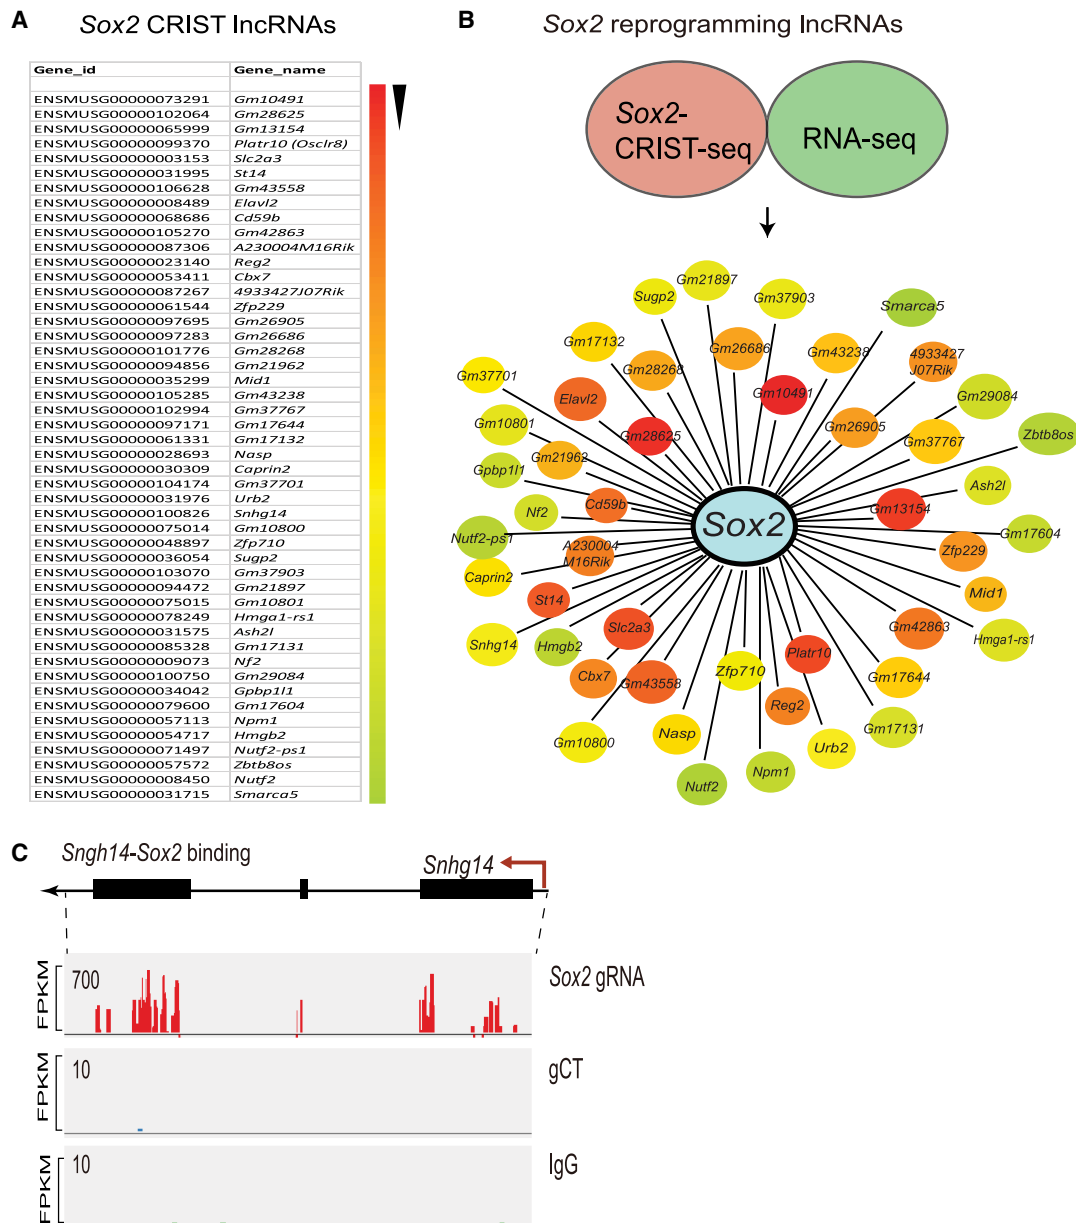 A
Sox2 CRIST lncRNAs
Gene_id Gene_name
ENSMUSG00000073291 Gm10491
ENSMUSG00000102064 Gm28625
ENSMUSG00000065999 Gm13154
ENSMUSG00000099370 Platr10 (Osclr8)
ENSMUSG00000003153 Slc2a3
ENSMUSG00000031995 St14
ENSMUSG00000106628 Gm43558
ENSMUSG00000008489 Elavl2
ENSMUSG00000068686 Cd59b
ENSMUSG00000105270 Gm42863
ENSMUSG00000087306 A230004M16Rik
ENSMUSG00000023140 Reg2
ENSMUSG00000053411 Cbx7
ENSMUSG00000087267 4933427J07Rik
ENSMUSG00000061544 Zfp229
ENSMUSG00000097695 Gm26905
ENSMUSG00000097283 Gm26686
ENSMUSG00000101776 Gm28268
ENSMUSG00000094856 Gm21962
ENSMUSG00000035299 Mid1
ENSMUSG00000105285 Gm43238
ENSMUSG00000102994 Gm37767
ENSMUSG00000097171 Gm17644
ENSMUSG00000061331 Gm17132
ENSMUSG00000028693 Nasp
ENSMUSG00000030309 Caprin2
ENSMUSG00000104174 Gm37701
ENSMUSG00000031976 Urb2
ENSMUSG00000100826 Snhg14
ENSMUSG00000075014 Gm10800
ENSMUSG00000048897 Zfp710
ENSMUSG00000036054 Sugp2
ENSMUSG00000103070 Gm37903
ENSMUSG00000094472 Gm21897
ENSMUSG00000075015 Gm10801
ENSMUSG00000078249 Hmga1-rs1
ENSMUSG00000031575 Ash2l
ENSMUSG00000085328 Gm17131
ENSMUSG00000009073 Nf2
ENSMUSG00000100750 Gm29084
ENSMUSG00000034042 Gpbp1l1
ENSMUSG00000079600 Gm17604
ENSMUSG00000057113 Npm1
ENSMUSG00000054717 Hmgb2
ENSMUSG00000071497 Nutf2-ps1
ENSMUSG00000057572 Zbtb8os
ENSMUSG00000008450 Nutf2
ENSMUSG00000031715 Smarca5
B
Sox2 reprogramming lncRNAs
Sox2-
CRIST-seq
RNA-seq
Gm21897
Sugp2
Gm37903
Smarca5
Gm17132
Gm26686
Gm43238
4933427
J07Rik
Gm28268
Gm37701
Gm10491
Elavl2
Gm29084
Gm10801
Gm28625
Gm26905
Gm37767
Zbtb8os
Gpbp1l1
Gm21962
Ash2l
Nf2
Cd59b
Gm13154
Sox2
Nutf2-ps1
A230004
M16Rik
Zfp229
Gm17604
Caprin2
Mid1
St14
Slc2a3
Gm42863
Hmga1-rs1
Snhg14
Hmgb2
Platr10
Zfp710
Cbx7
Gm43558
Gm17644
Reg2
Gm17131
Gm10800
Nasp
Urb2
Nutf2
Npm1
C
Sngh14-Sox2 binding
Snhg14
FPKM
700
Sox2 gRNA
FPKM
10
gCT
FPKM
10
IgG